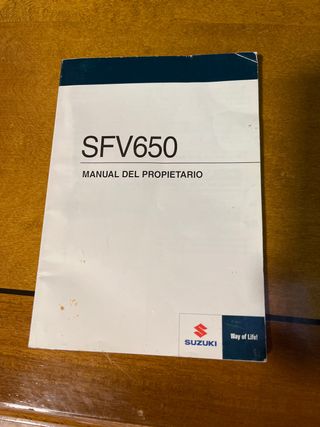 SFV650
MANUAL DEL PROPIETARIO
SUZUKI
Way of Life!